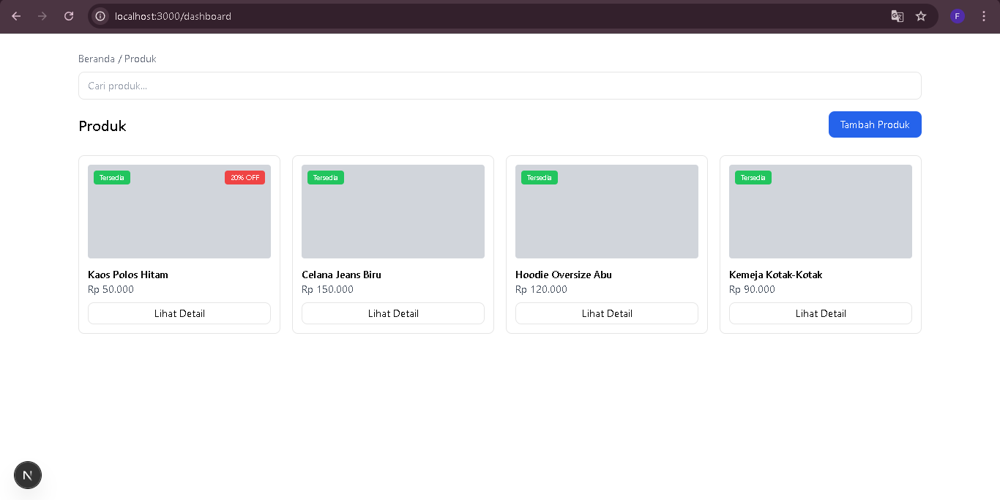 localhost:3000/dashboard
F
Beranda / Produk
Cari produk...
Produk
Tambah Produk
Tersedia
20% OFF
Kaos Polos Hitam
Rp 50.000
Lihat Detail
Tersedia
Celana Jeans Biru
Rp 150.000
Lihat Detail
Tersedia
Hoodie Oversize Abu
Rp 120.000
Lihat Detail
Tersedia
Kemeja Kotak-Kotak
Rp 90.000
Lihat Detail
N